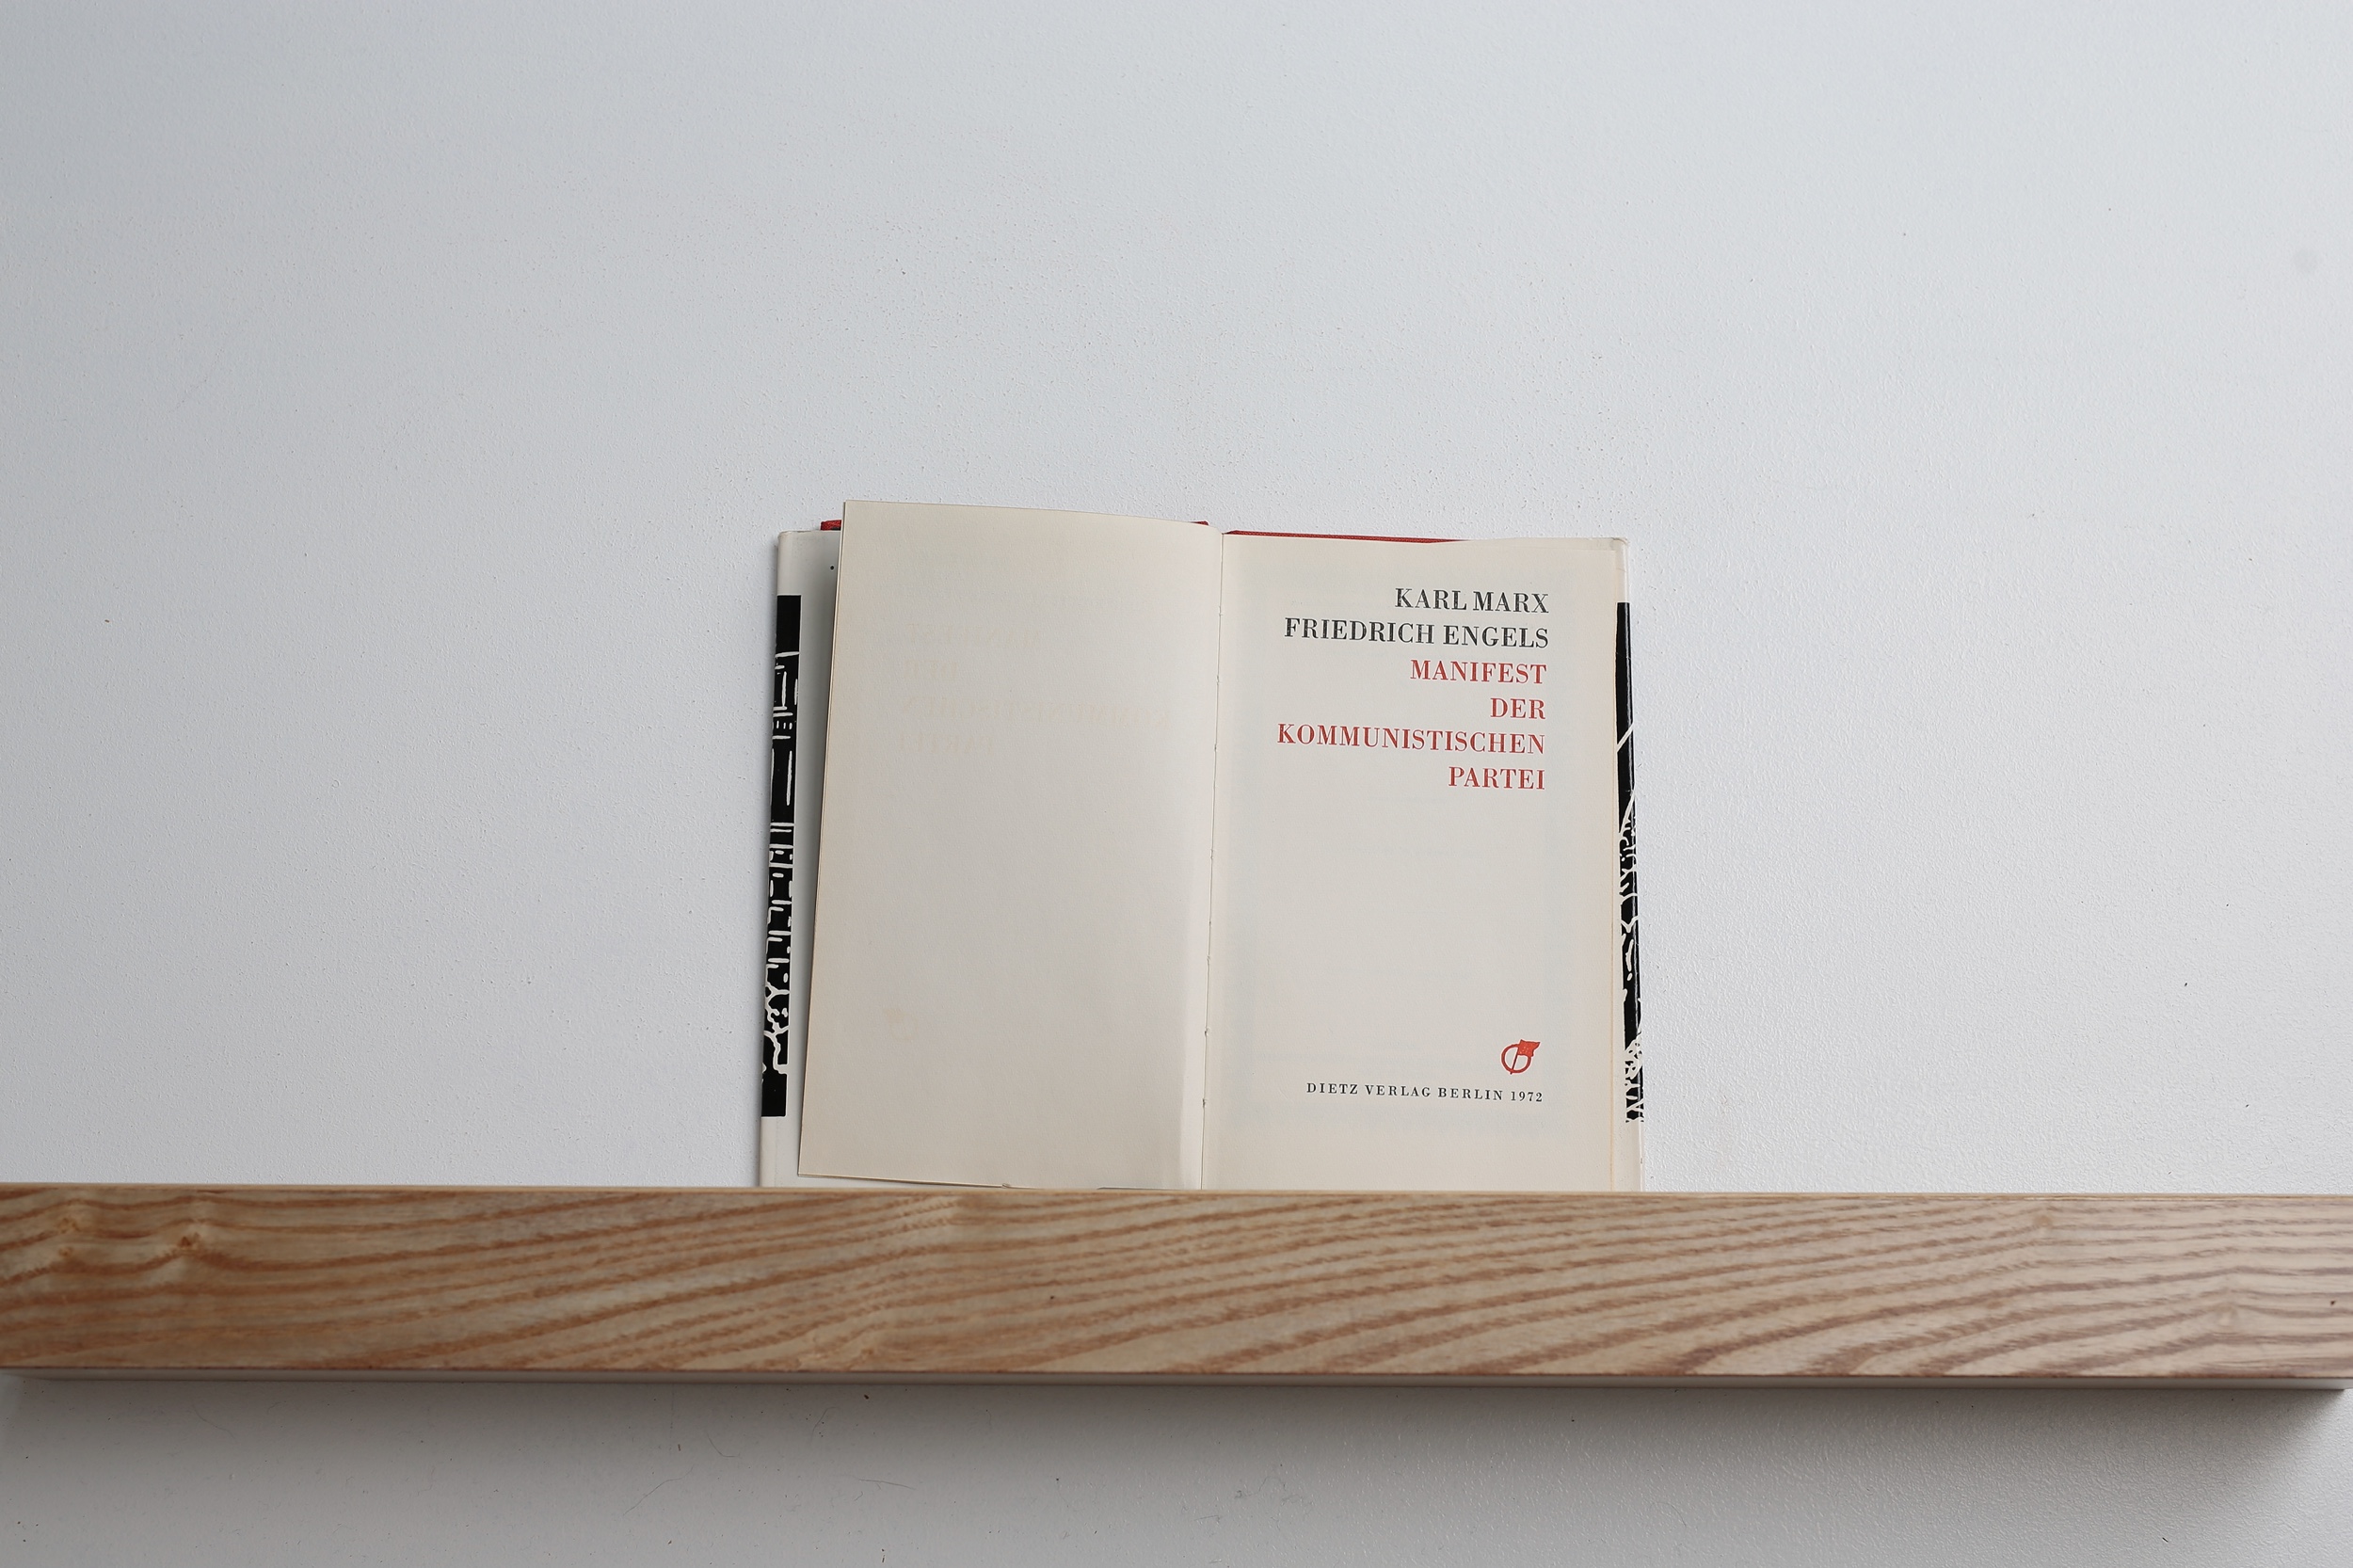 KARL MARX
FRIEDRICH ENGELS
MANIFEST
DER
KOMMUNISTISCHEN
PARTEI
DIETZ VERLAG BERLIN 1972